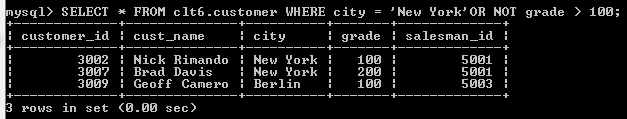 mysql> SELECT * FROM clt6.customer WHERE city = 'New York'OR NOT grade > 100;
+-------------+--------------+----------+-------+-------------+
| customer_id | cust_name | city | grade | salesman_id |
+-------------+--------------+----------+-------+-------------+
| 3002 | Nick Rimando | New York | 100 | 5001 |
| 3007 | Brad Davis | New York | 200 | 5001 |
| 3009 | Geoff Camero | Berlin | 100 | 5003 |
+-------------+--------------+----------+-------+-------------+
3 rows in set (0.00 sec)